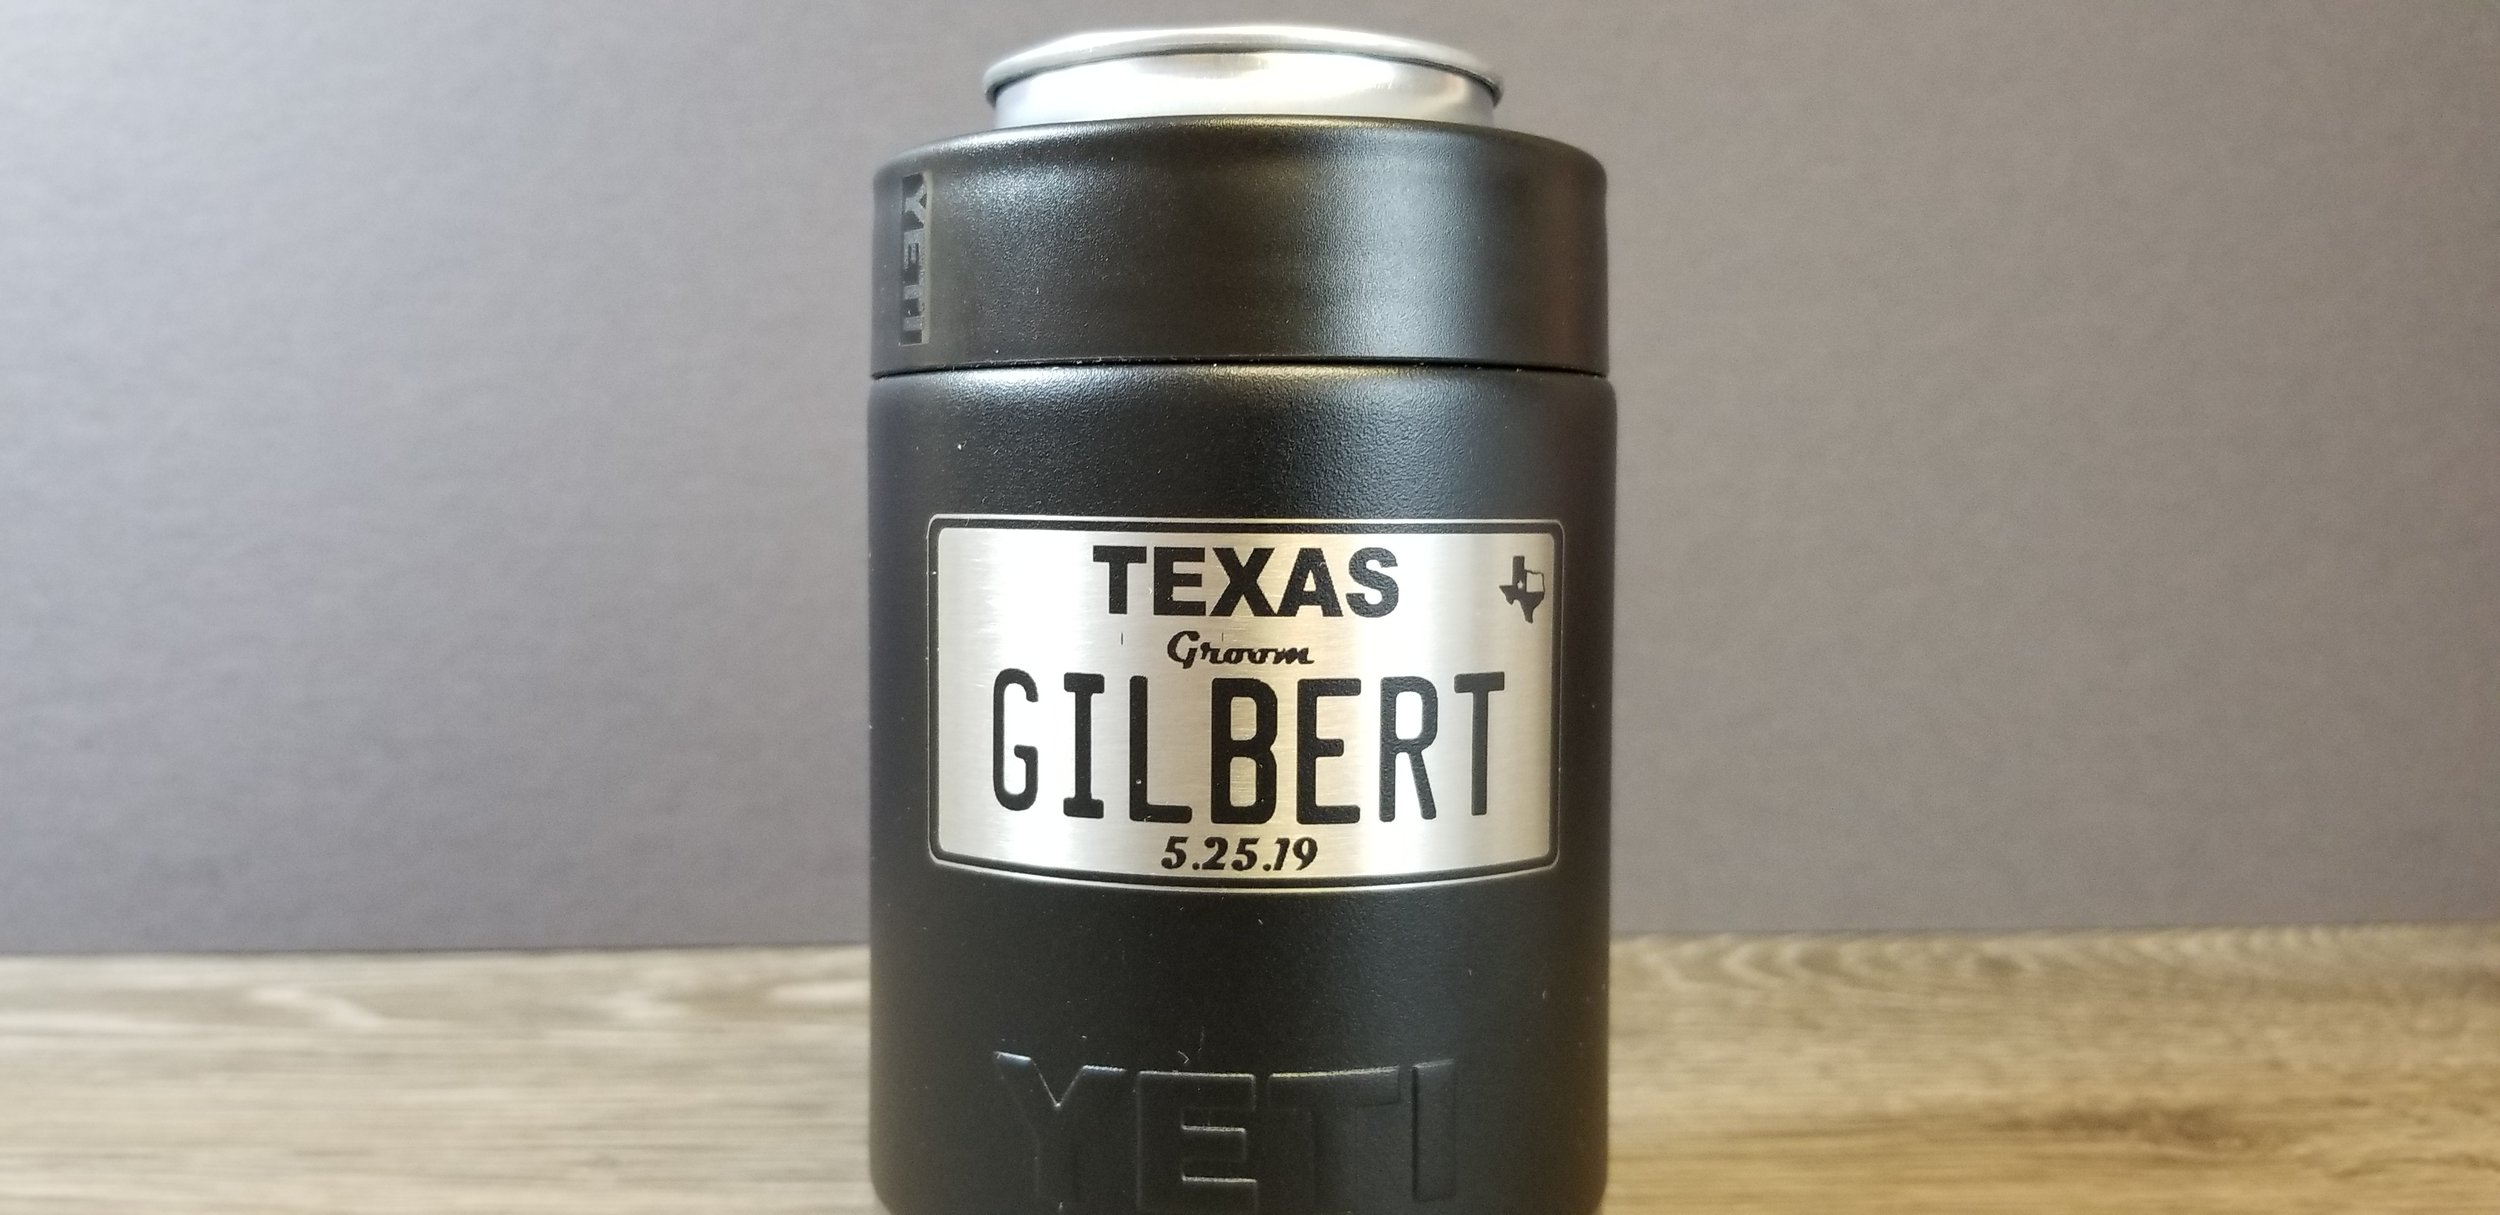 YETI
TEXAS
Groom
GILBERT
5.25.19
YETI